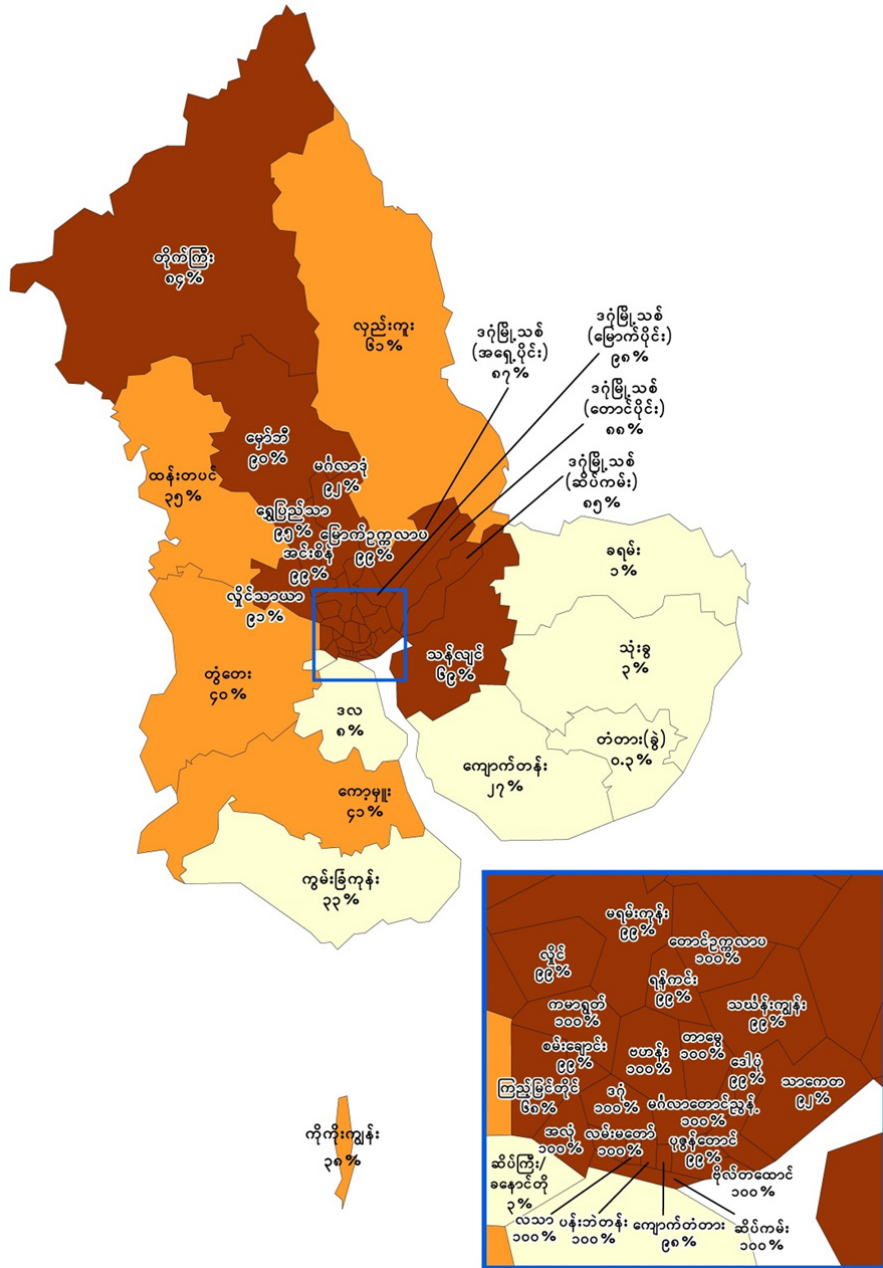 တိုက်ကြီး
၈၄%
လှည်းကူး
၆၁%
ဒဂုံမြို့သစ်
(အရှေ့ပိုင်း)
၈၇%
ဒဂုံမြို့သစ်
(မြောက်ပိုင်း)
၉၈%
ဒဂုံမြို့သစ်
(တောင်ပိုင်း)
၈၈%
ဒဂုံမြို့သစ်
(ဆိပ်ကမ်း)
၈၅%
မှော်ဘီ
၉၀%
မင်္ဂလာဒုံ
၉၂%
ထန်းတပင်
၃၅%
ရွှေပြည်သာ
၉၅%
မြောက်ဥက္ကလာပ
၉၉%
အင်းစိန်
၉၉%
လှိုင်သာယာ
၉၁%
ခရမ်း
၁%
သုံးခွ
၃%
သန်လျင်
၆၉%
တွံတေး
၄၀%
ဒလ
၈%
တံတား(ခွဲ)
၀.၃%
ကျောက်တန်း
၂၇%
ကော့မှူး
၄၁%
ကွမ်းခြံကုန်း
၃၃%
ကိုကိုးကျွန်း
၃၈%
မရမ်းကုန်း
၉၉%
တောင်ဥက္ကလာပ
၁၀၀%
လှိုင်
၉၉%
ရန်ကင်း
၉၉%
သင်္ဃန်းကျွန်း
၉၉%
ကမာရွတ်
၁၀၀%
တာမွေ
၁၀၀%
စမ်းချောင်း
၉၉%
ဗဟန်း
၁၀၀%
ဒေါပုံ
၉၉%
သာကေတ
၉၂%
ကြည့်မြင်တိုင်
၆၈%
ဒဂုံ
၁၀၀%
မင်္ဂလာတောင်ညွန့်
၁၀၀%
အလုံ
၁၀၀%
လမ်းမတော်
၁၀၀%
ပုဇွန်တောင်
၉၉%
ဗိုလ်တထောင်
၁၀၀%
ဆိပ်ကြီး/
ခနောင်တို
၃%
လသာ
၁၀၀%
ပန်းဘဲတန်း
၁၀၀%
ကျောက်တံတား
၉၈%
ဆိပ်ကမ်း
၁၀၀%